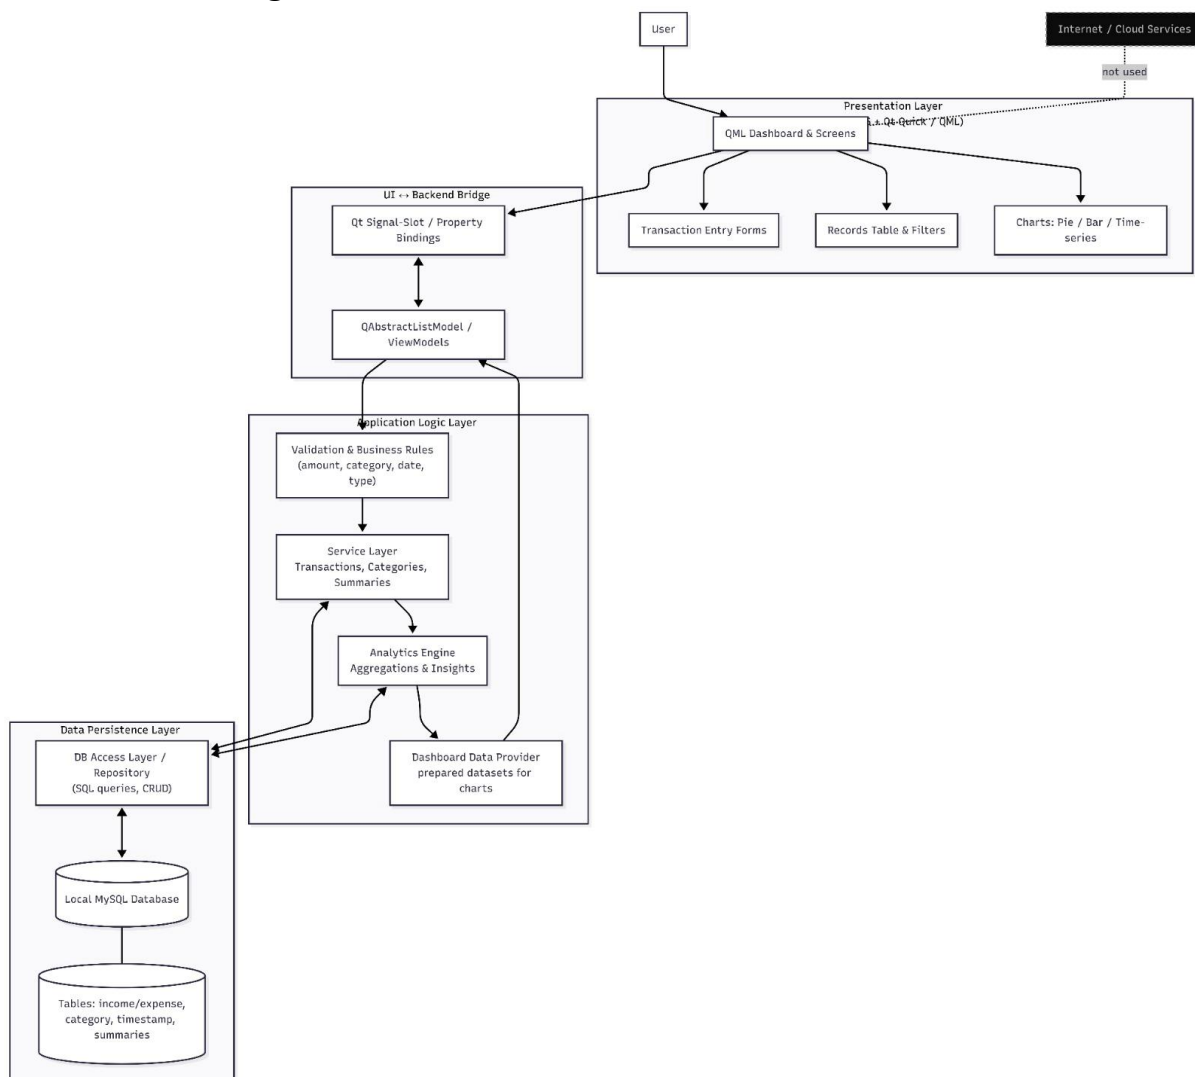 User
Internet / Cloud Services
not used
Presentation Layer
+ Qt Quick / QML)
QML Dashboard & Screens
Transaction Entry Forms
Records Table & Filters
Charts: Pie / Bar / Time-
series
UI ↔ Backend Bridge
Qt Signal-Slot / Property
Bindings
QAbstractListModel /
ViewModels
Application Logic Layer
Validation & Business Rules
(amount, category, date,
type)
Service Layer
Transactions, Categories,
Summaries
Analytics Engine
Aggregations & Insights
Dashboard Data Provider
prepared datasets for
charts
Data Persistence Layer
DB Access Layer /
Repository
(SQL queries, CRUD)
Local MySQL Database
Tables: income/expense,
category, timestamp,
summaries